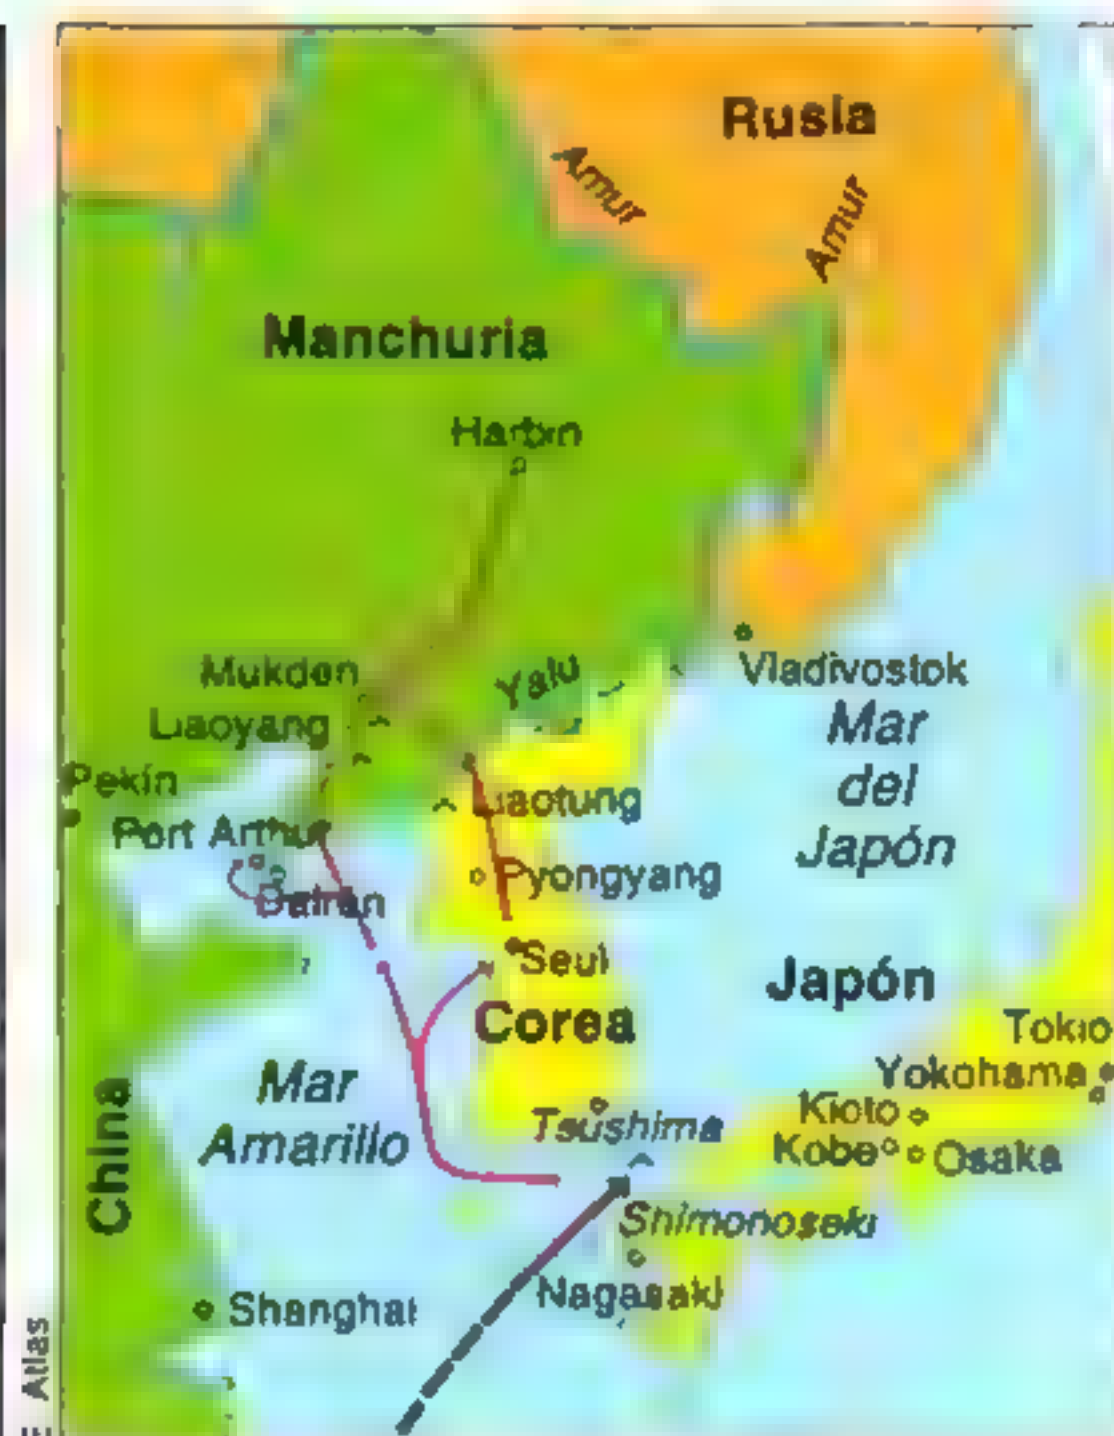 Rusia
Amur
Amur
Manchuria
Harbin
Mukden
Yalu
Vladivostok
Liaoyang
Mar
del
Japón
Pekín
Liaotung
Port Arthur
Pyongyang
Dairan
Seul
Japón
Corea
Tokio
Mar
Amarillo
Yokohama
Kioto
Tsushima
Kobe
Osaka
China
Shimonoseki
Nagasaki
Shanghai
Atlas